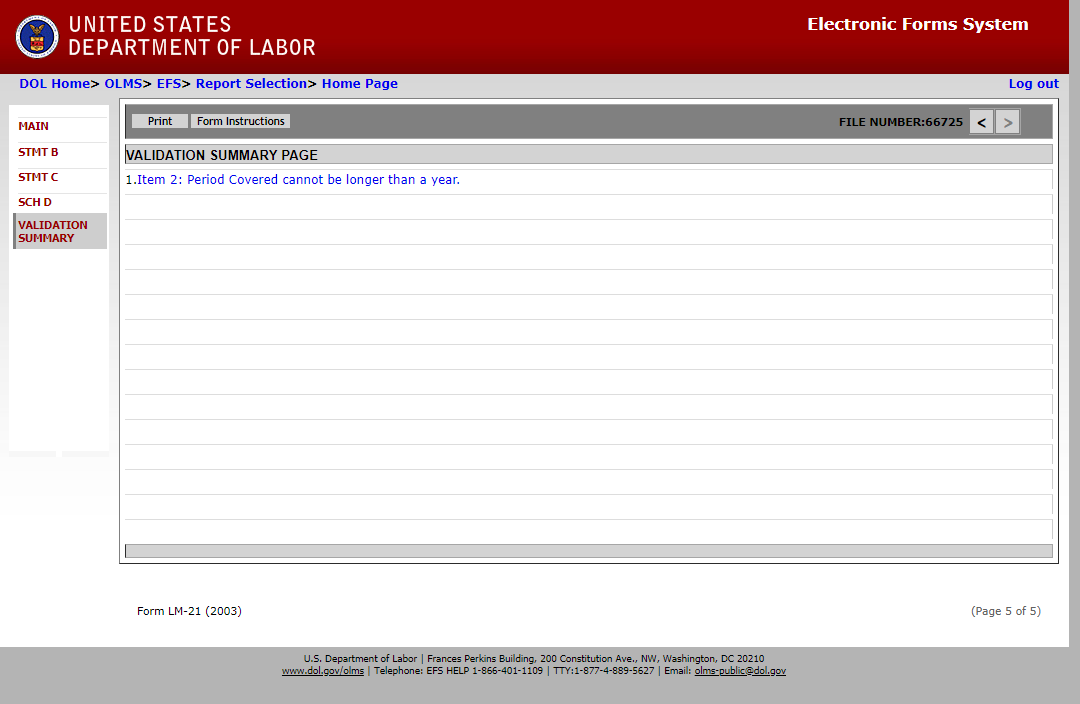 UNITED STATES
DEPARTMENT OF LABOR
Electronic Forms System
DOL Home> OLMS> EFS> Report Selection> Home Page
Log out
MAIN
STMT B
STMT C
SCH D
VALIDATION
SUMMARY
Print
Form Instructions
FILE NUMBER:66725
<
>
VALIDATION SUMMARY PAGE
1.Item 2: Period Covered cannot be longer than a year.
Form LM-21 (2003)
(Page 5 of 5)
U.S. Department of Labor | Frances Perkins Building, 200 Constitution Ave., NW, Washington, DC 20210
www.dol.gov/olms | Telephone: EFS HELP 1-866-401-1109 | TTY:1-877-4-889-5627 | Email: olms-public@dol.gov